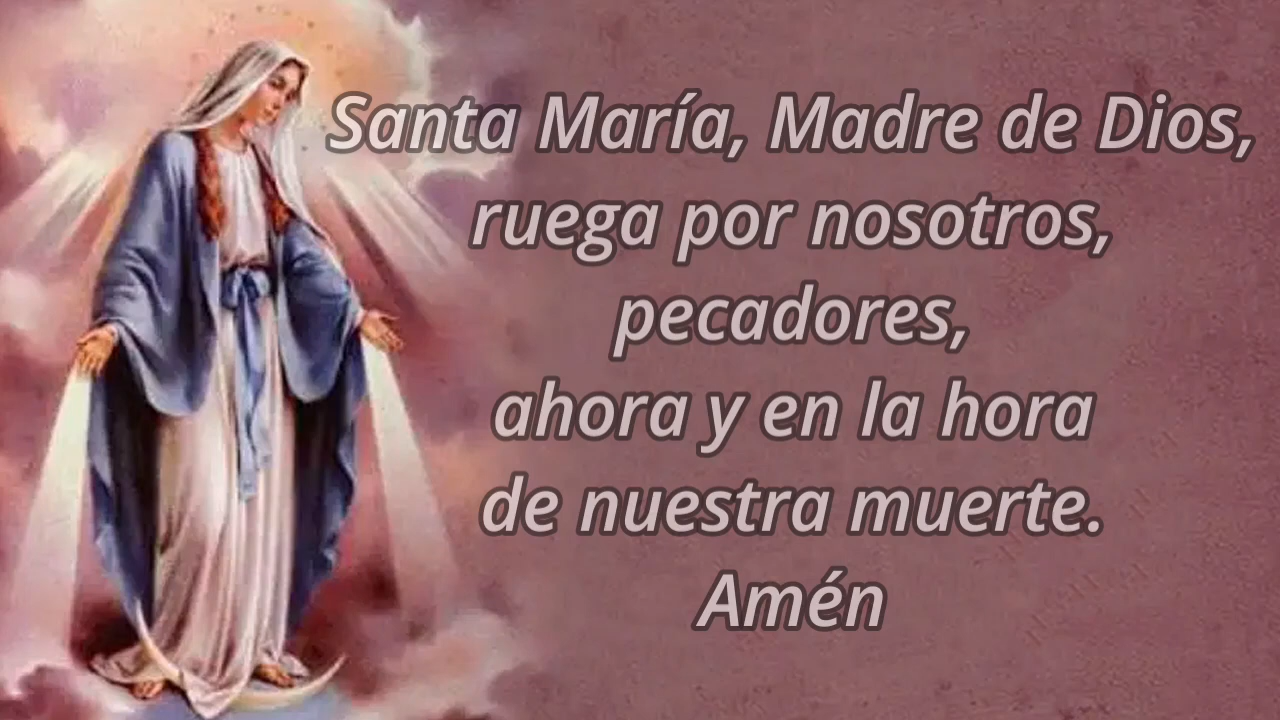 Santa María, Madre de Dios,
ruega por nosotros,
pecadores,
ahora y en la hora
de nuestra muerte.
Amén